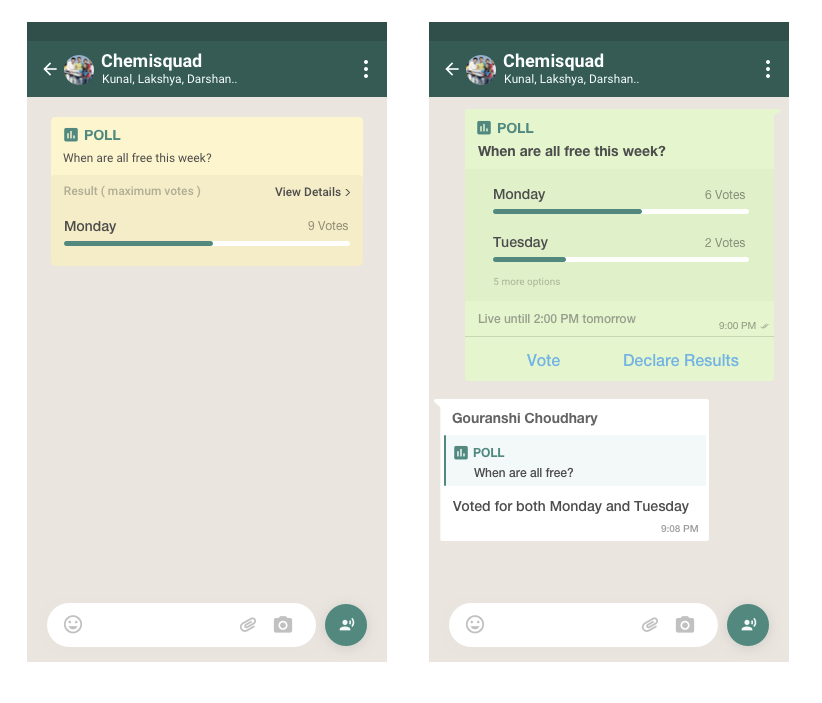 Chemisquad
Kunal, Lakshya, Darshan..
POLL
When are all free this week?
Result ( maximum votes )
View Details >
Monday
9 Votes
Chemisquad
Kunal, Lakshya, Darshan..
POLL
When are all free this week?
Monday
6 Votes
Tuesday
2 Votes
5 more options
Live untill 2:00 PM tomorrow
9:00 PM
Vote
Declare Results
Gouranshi Choudhary
POLL
When are all free?
Voted for both Monday and Tuesday
9:08 PM